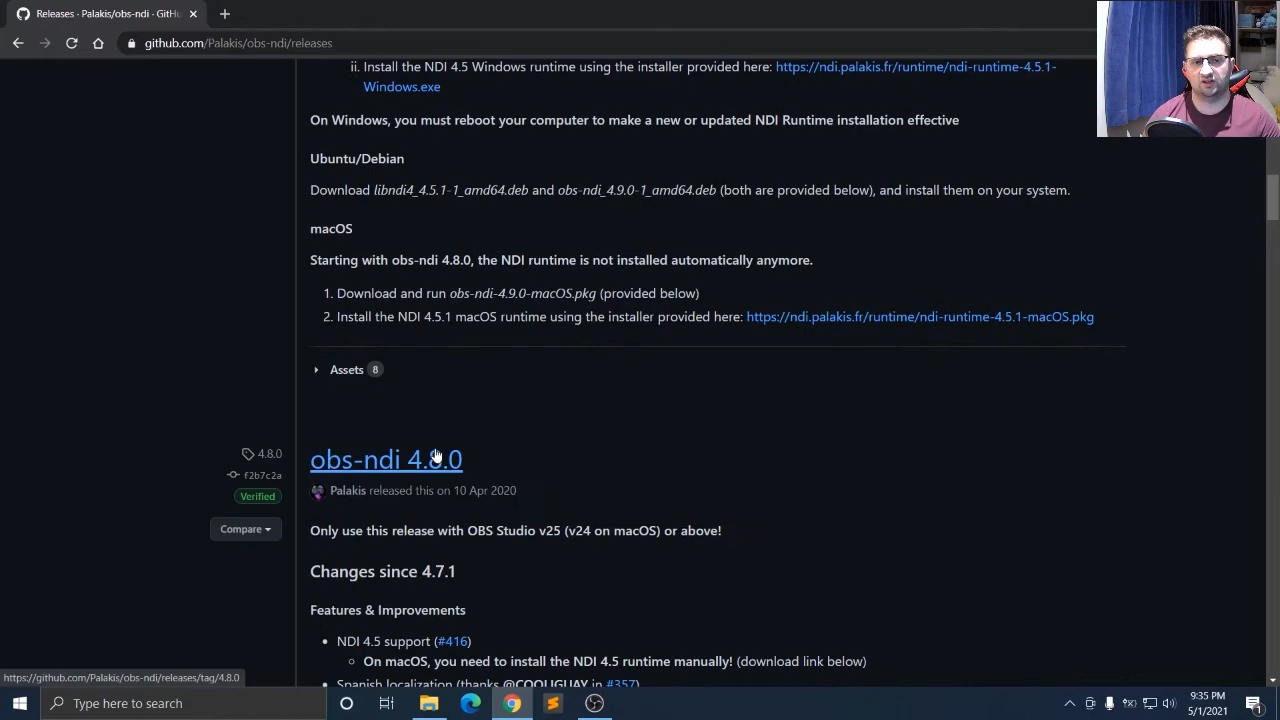 Releases · Palakis/obs-ndi · GitHu
github.com/Palakis/obs-ndi/releases
ii. Install the NDI 4.5 Windows runtime using the installer provided here: https://ndi.palakis.fr/runtime/ndi-runtime-4.5.1-
Windows.exe
On Windows, you must reboot your computer to make a new or updated NDI Runtime installation effective
Ubuntu/Debian
Download libndi4_4.5.1-1_amd64.deb and obs-ndi_4.9.0-1_amd64.deb (both are provided below), and install them on your system.
macOS
Starting with obs-ndi 4.8.0, the NDI runtime is not installed automatically anymore.
1. Download and run obs-ndi-4.9.0-macOS.pkg (provided below)
2. Install the NDI 4.5.1 macOS runtime using the installer provided here: https://ndi.palakis.fr/runtime/ndi-runtime-4.5.1-macOS.pkg
Assets 8
4.8.0
f2b7c2a
Verified
Compare
obs-ndi 4.8.0
Palakis released this on 10 Apr 2020
Only use this release with OBS Studio v25 (v24 on macOS) or above!
Changes since 4.7.1
Features & Improvements
NDI 4.5 support (#416)
On macOS, you need to install the NDI 4.5 runtime manually! (download link below)
Spanish localization (thanks @COOLIGUAY in #357)
https://github.com/Palakis/obs-ndi/releases/tag/4.8.0
Type here to search
9:35 PM
5/1/2021
1